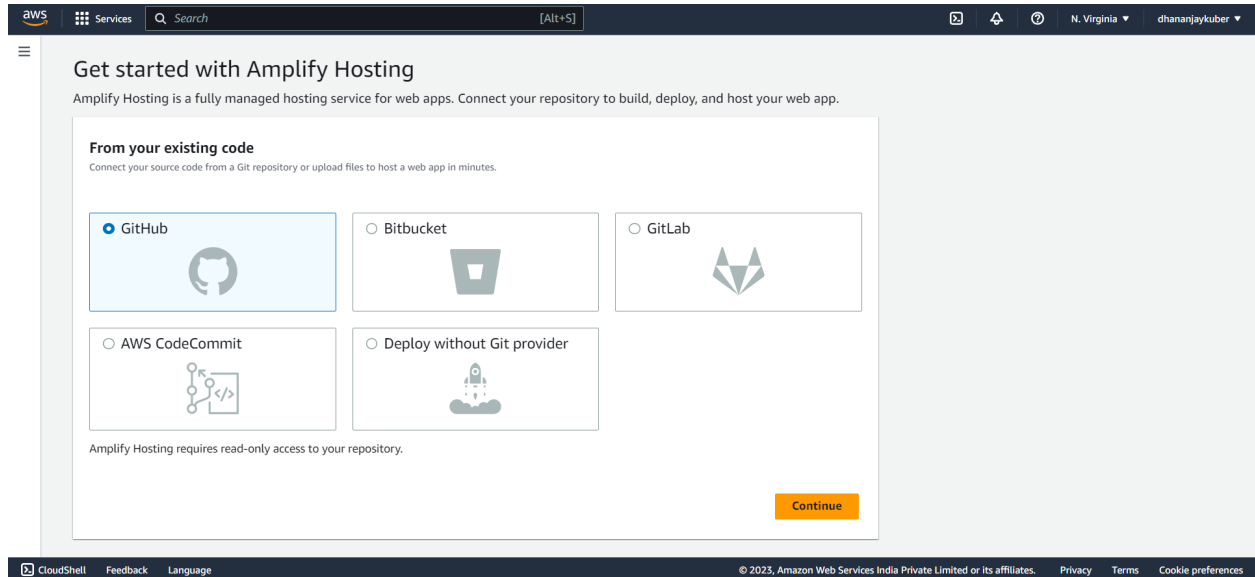 aws Services Search [Alt+S] N. Virginia ▼ dhananjaykuber ▼
Get started with Amplify Hosting
Amplify Hosting is a fully managed hosting service for web apps. Connect your repository to build, deploy, and host your web app.
From your existing code
Connect your source code from a Git repository or upload files to host a web app in minutes.
GitHub Bitbucket GitLab
AWS CodeCommit Deploy without Git provider
</>
Amplify Hosting requires read-only access to your repository.
Continue
CloudShell Feedback Language © 2023, Amazon Web Services India Private Limited or its affiliates. Privacy Terms Cookie preferences